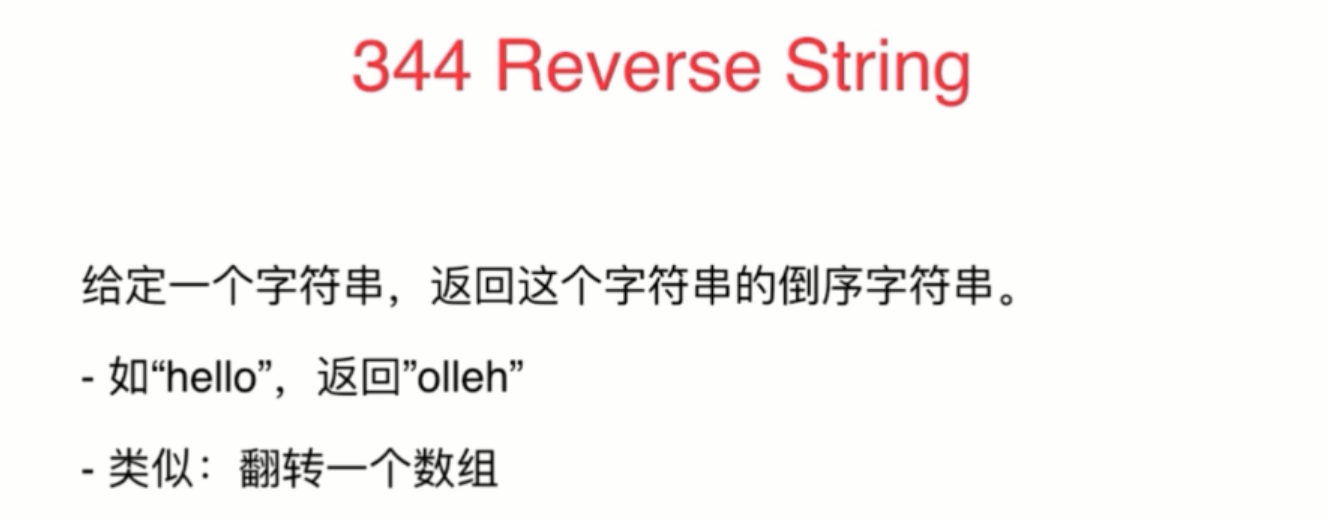 344 Reverse String
给定一个字符串，返回这个字符串的倒序字符串。
- 如“hello”，返回”olleh”
- 类似：翻转一个数组